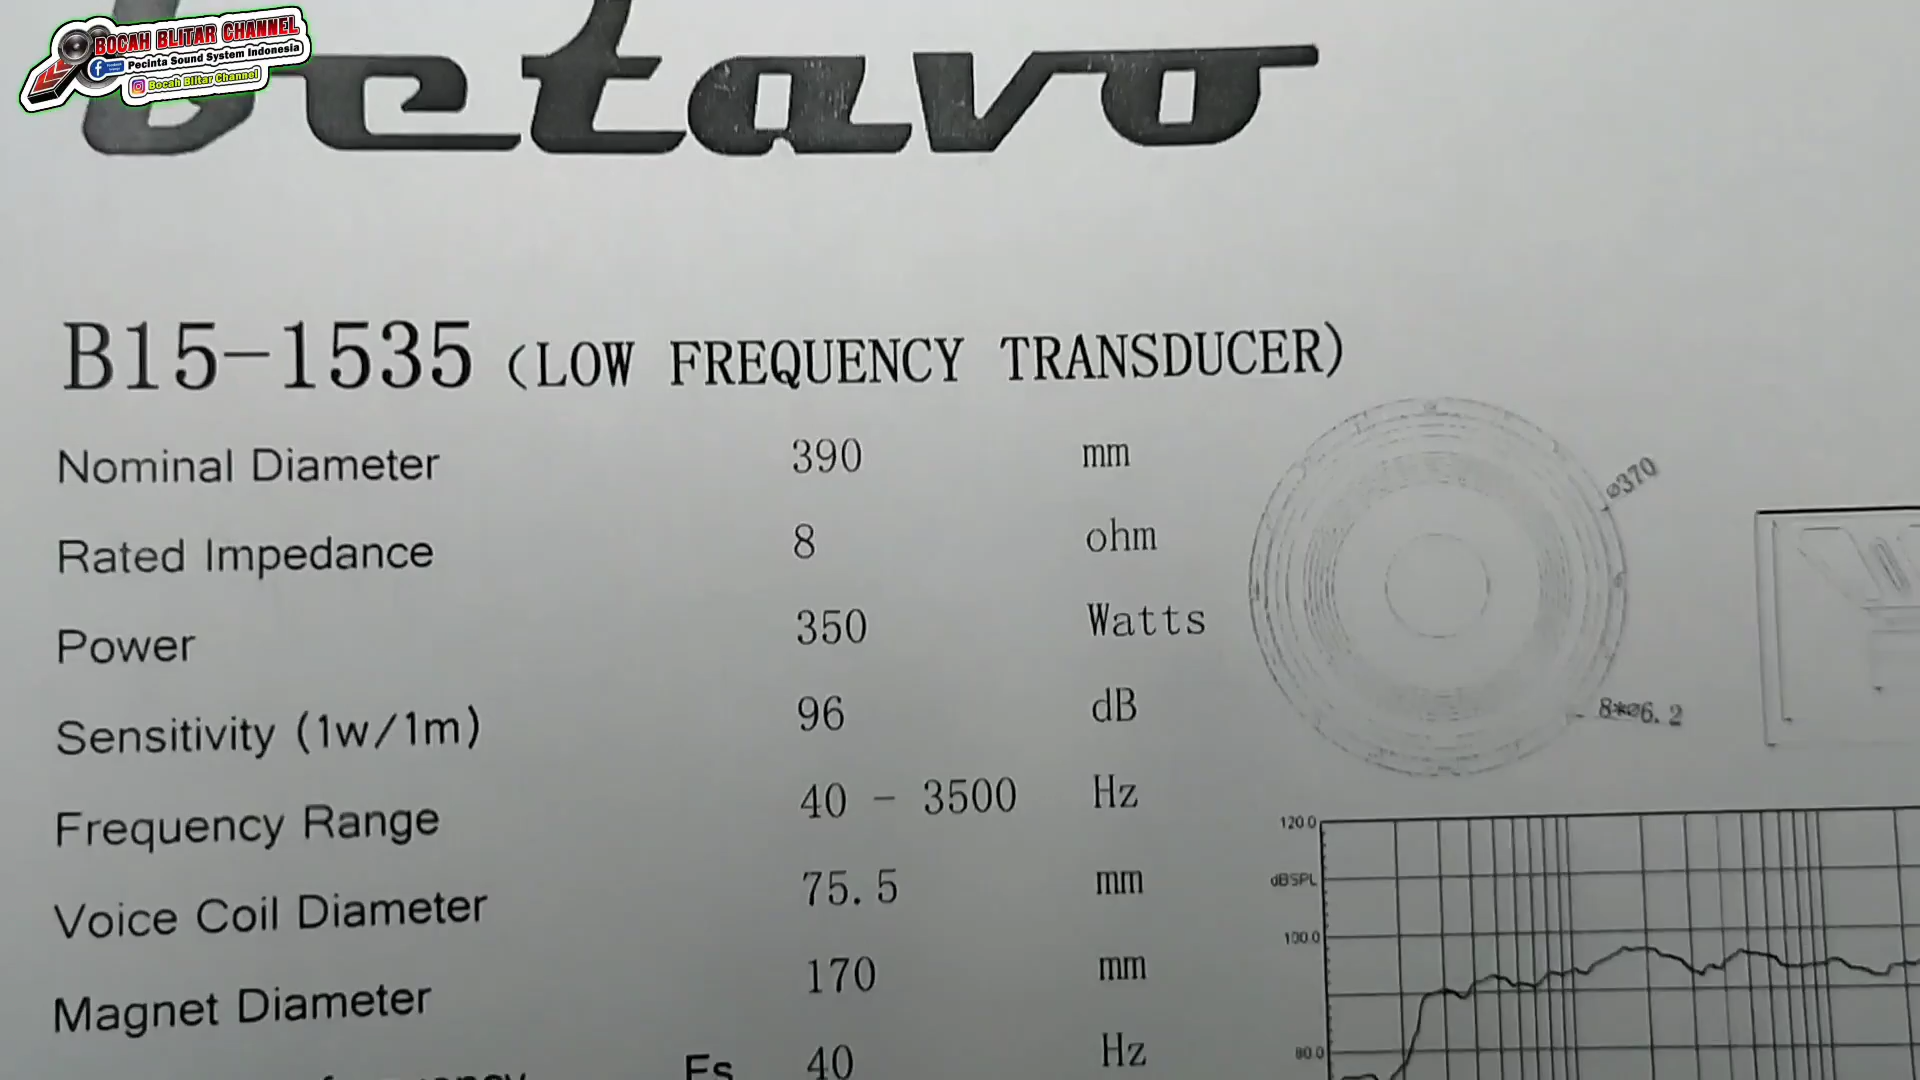 BOCAH BLITAR CHANNEL
Pecinta Sound System Indonesia
Bocah Blitar Channel
betavo
B15-1535 (LOW FREQUENCY TRANSDUCER)
Nominal Diameter 390 mm
Rated Impedance 8 ohm
Power 350 Watts
Sensitivity (1w/1m) 96 dB
Frequency Range 40 - 3500 Hz
Voice Coil Diameter 75.5 mm
Magnet Diameter 170 mm
Fs 40 Hz
⌀370
8*⌀6.2
120.0
dBSPL
100.0
80.0